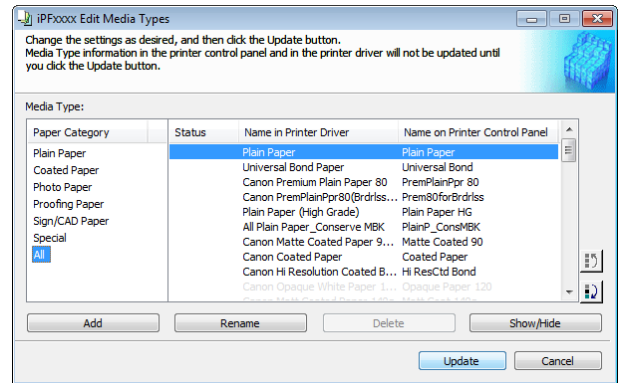 iPFxxxx Edit Media Types
Change the settings as desired, and then click the Update button.
Media Type information in the printer control panel and in the printer driver will not be updated until
you click the Update button.
Media Type:
Paper Category Status Name in Printer Driver Name on Printer Control Panel
Plain Paper
Coated Paper
Photo Paper
Proofing Paper
Sign/CAD Paper
Special
All
Plain Paper Plain Paper
Universal Bond Paper Universal Bond
Canon Premium Plain Paper 80 PremPlainPpr 80
Canon PremPlainPpr80(Brdrlss... Prem80forBrdrlss
Plain Paper (High Grade) Plain Paper HG
All Plain Paper_Conserve MBK PlainP_ConsMBK
Canon Matte Coated Paper 9... Matte Coated 90
Canon Coated Paper Coated Paper
Canon Hi Resolution Coated B... Hi ResCtd Bond
Canon Opaque White Paper 1... Opaque Paper 120
Add Rename Delete Show/Hide
Update Cancel